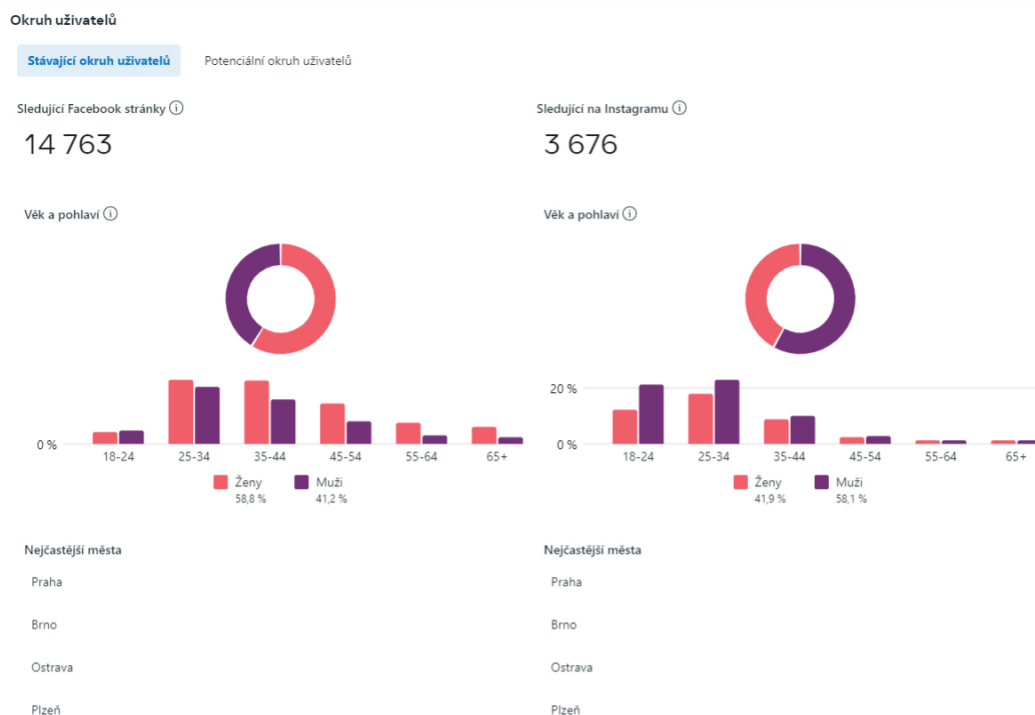 Okruh uživatelů
Stávající okruh uživatelů Potenciální okruh uživatelů
Sledující Facebook stránky
14 763
Věk a pohlaví
0 %
18-24 25-34 35-44 45-54 55-64 65+
Ženy Muži
58,8 % 41,2 %
Nejčastější města
Praha
Brno
Ostrava
Plzeň
Sledující na Instagramu
3 676
Věk a pohlaví
20 %
0 %
18-24 25-34 35-44 45-54 55-64 65+
Ženy Muži
41,9 % 58,1 %
Nejčastější města
Praha
Brno
Ostrava
Plzeň